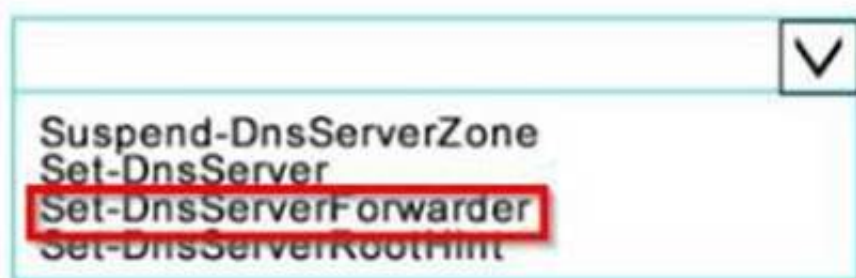 Suspend-DnsServerZone
Set-DnsServer
Set-DnsServerForwarder
Set-DnsServerRootHint